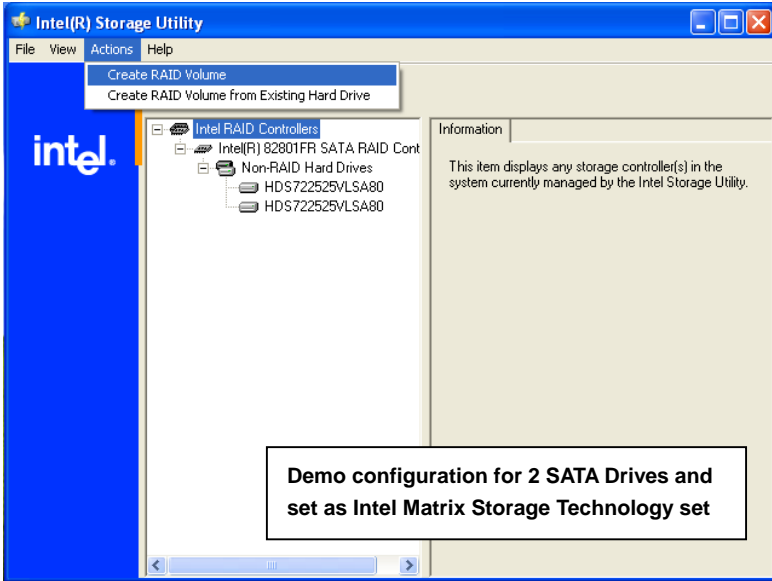 Intel(R) Storage Utility
File View Actions Help
Create RAID Volume
Create RAID Volume from Existing Hard Drive
intel.
Intel RAID Controllers
Intel(R) 82801FR SATA RAID Cont
Non-RAID Hard Drives
HDS722525VLSA80
HDS722525VLSA80
Information
This item displays any storage controller(s) in the
system currently managed by the Intel Storage Utility.
Demo configuration for 2 SATA Drives and
set as Intel Matrix Storage Technology set